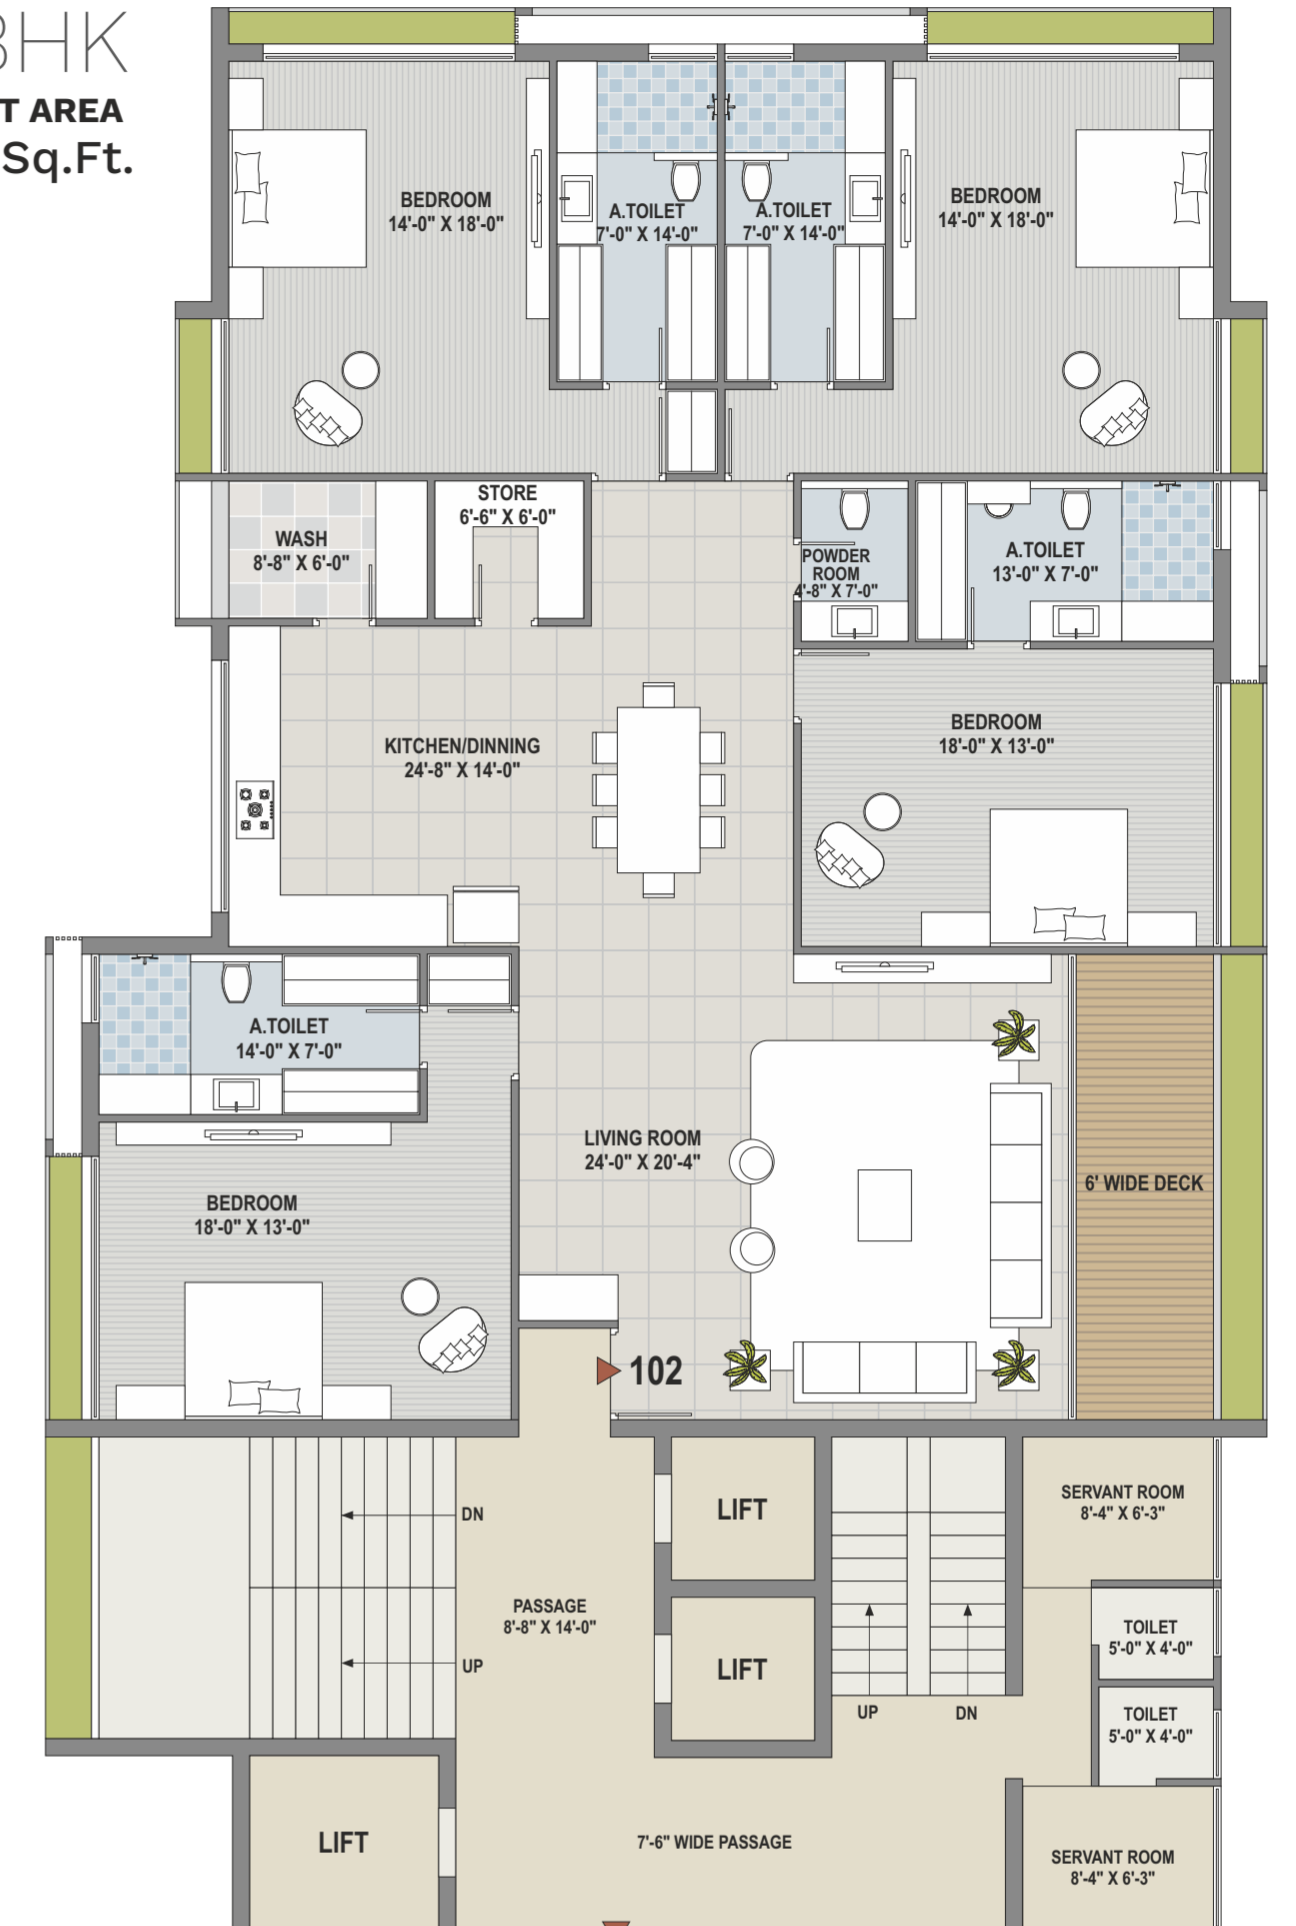 BHK
T AREA
Sq.Ft.
BEDROOM
14'-0" X 18'-0"
A.TOILET
7'-0" X 14'-0"
A.TOILET
7'-0" X 14'-0"
BEDROOM
14'-0" X 18'-0"
STORE
6'-6" X 6'-0"
WASH
8'-8" X 6'-0"
POWDER
ROOM
4'-8" X 7'-0"
A.TOILET
13'-0" X 7'-0"
BEDROOM
18'-0" X 13'-0"
KITCHEN/DINNING
24'-8" X 14'-0"
A.TOILET
14'-0" X 7'-0"
LIVING ROOM
24'-0" X 20'-4"
6' WIDE DECK
BEDROOM
18'-0" X 13'-0"
102
DN
LIFT
SERVANT ROOM
8'-4" X 6'-3"
PASSAGE
8'-8" X 14'-0"
UP
LIFT
TOILET
5'-0" X 4'-0"
UP
DN
TOILET
5'-0" X 4'-0"
LIFT
7'-6" WIDE PASSAGE
SERVANT ROOM
8'-4" X 6'-3"